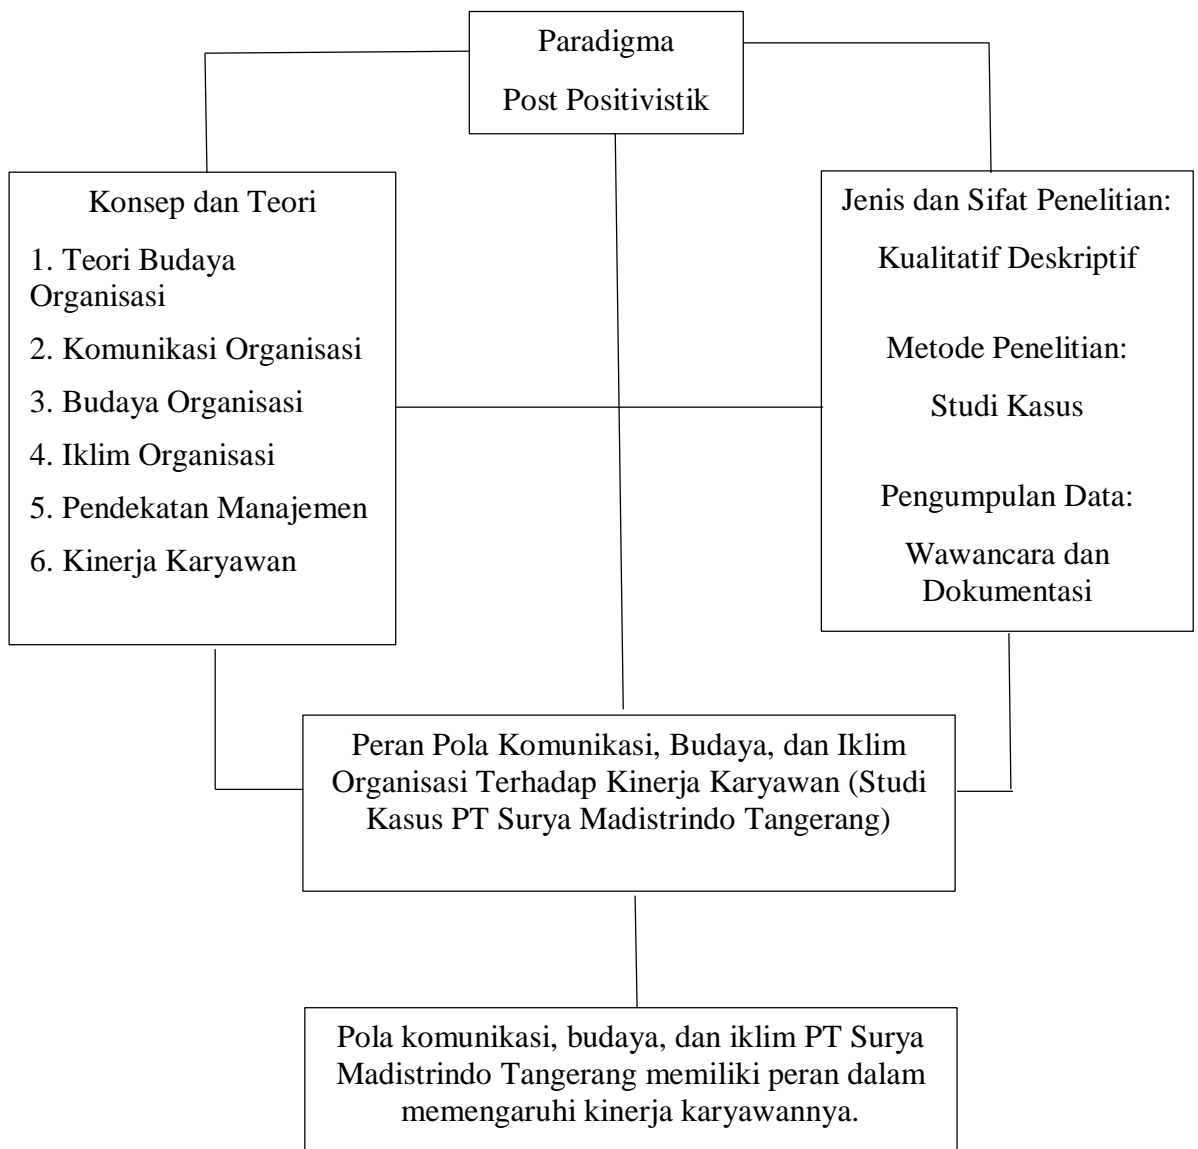 Paradigma
Post Positivistik
Konsep dan Teori
1. Teori Budaya
Organisasi
2. Komunikasi Organisasi
3. Budaya Organisasi
4. Iklim Organisasi
5. Pendekatan Manajemen
6. Kinerja Karyawan
Jenis dan Sifat Penelitian:
Kualitatif Deskriptif
Metode Penelitian:
Studi Kasus
Pengumpulan Data:
Wawancara dan
Dokumentasi
Peran Pola Komunikasi, Budaya, dan Iklim
Organisasi Terhadap Kinerja Karyawan (Studi
Kasus PT Surya Madistrindo Tangerang)
Pola komunikasi, budaya, dan iklim PT Surya
Madistrindo Tangerang memiliki peran dalam
memengaruhi kinerja karyawannya.